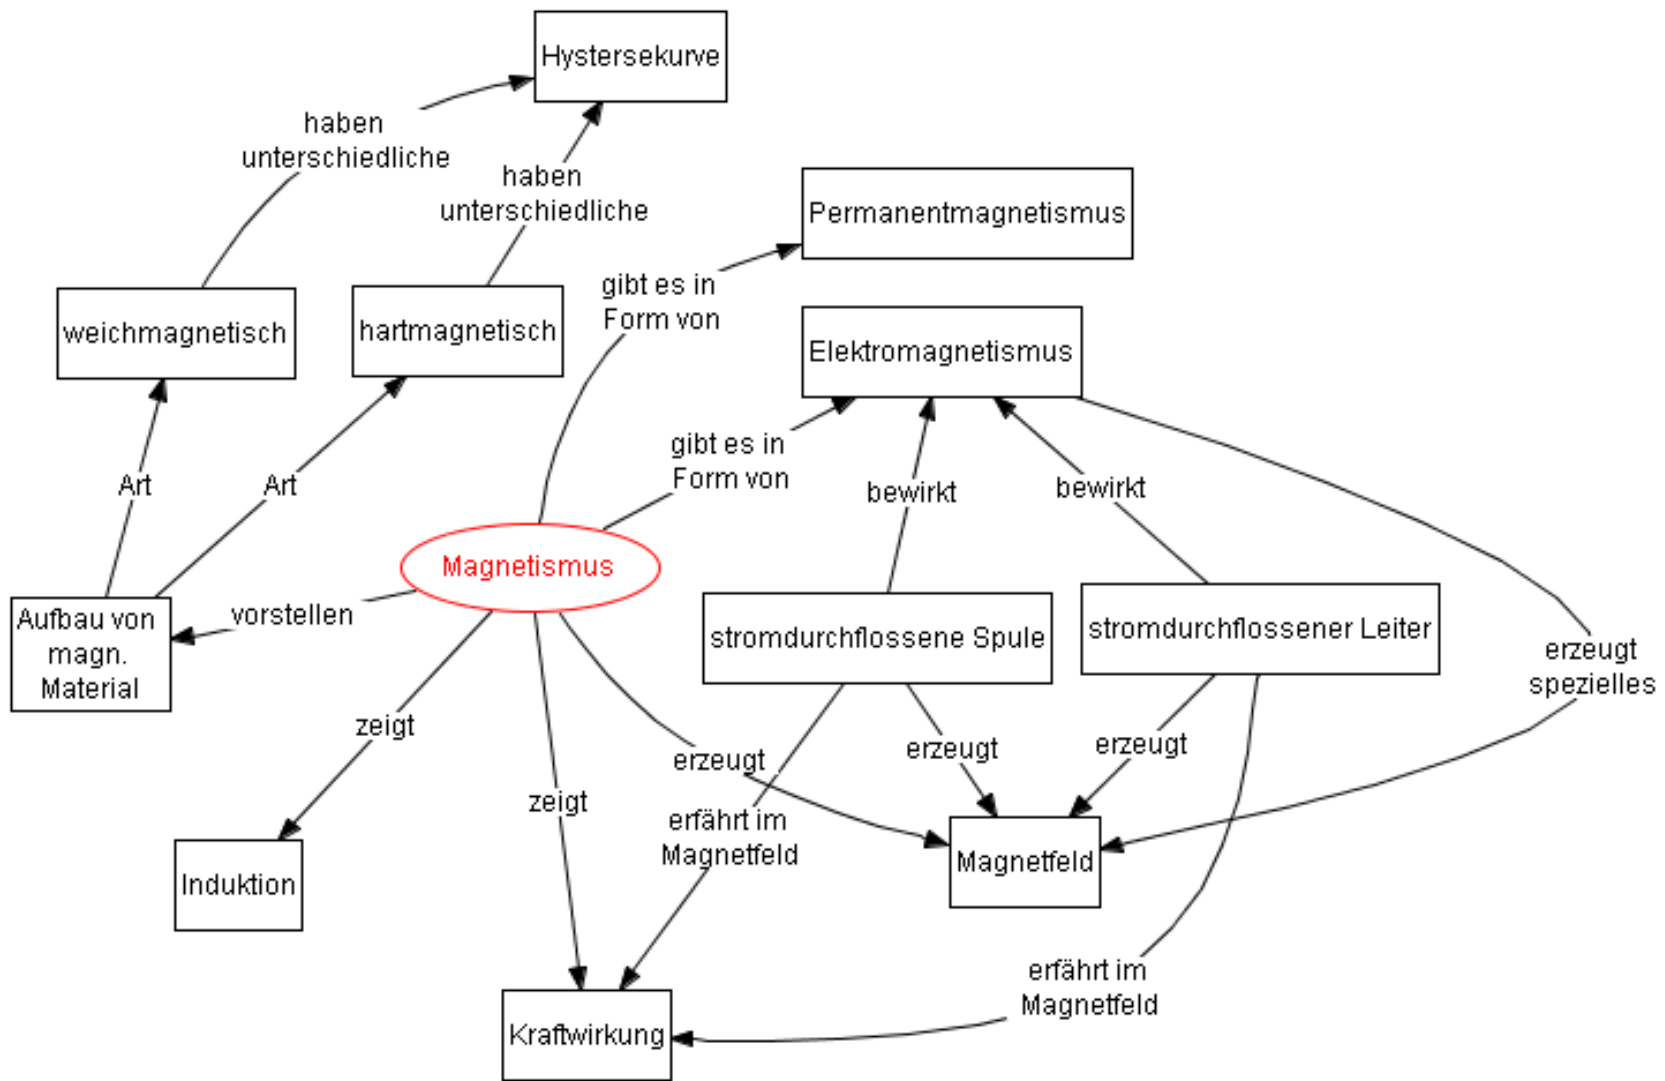 Hystersekurve
haben
unterschiedliche
haben
unterschiedliche
Permanentmagnetismus
gibt es in
Form von
weichmagnetisch
hartmagnetisch
Elektromagnetismus
gibt es in
Form von
Art
Art
bewirkt
bewirkt
Magnetismus
Aufbau von
magn.
Material
vorstellen
stromdurchflossene Spule
stromdurchflossener Leiter
erzeugt
spezielles
zeigt
erzeugt
erzeugt
erzeugt
zeigt
erfährt im
Magnetfeld
Magnetfeld
Induktion
erfährt im
Magnetfeld
Kraftwirkung